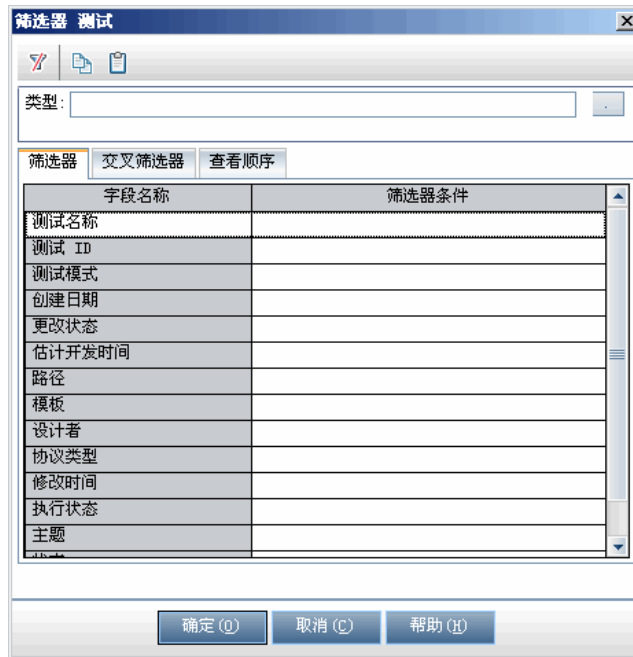 筛选器 测试
类型:
筛选器 交叉筛选器 查看顺序
字段名称 筛选器条件
测试名称
测试 ID
测试模式
创建日期
更改状态
估计开发时间
路径
模板
设计者
协议类型
修改时间
执行状态
主题
确定(O) 取消(C) 帮助(H)